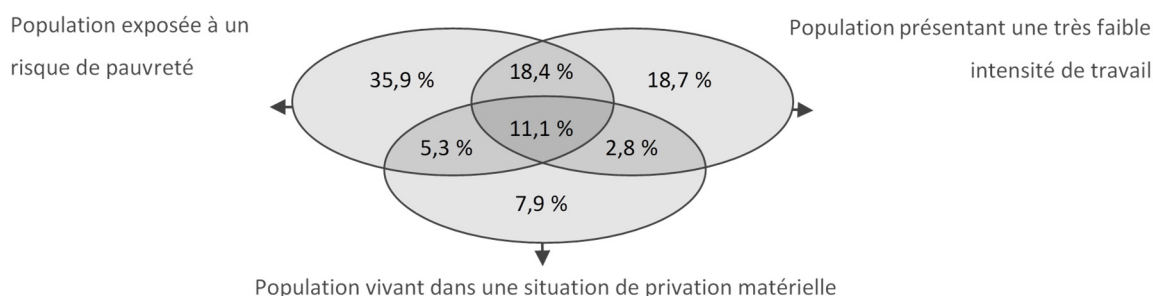 Population exposée à un
risque de pauvreté
Population présentant une très faible
intensité de travail
35,9 %
18,4 %
18,7 %
11,1 %
5,3 %
2,8 %
7,9 %
Population vivant dans une situation de privation matérielle